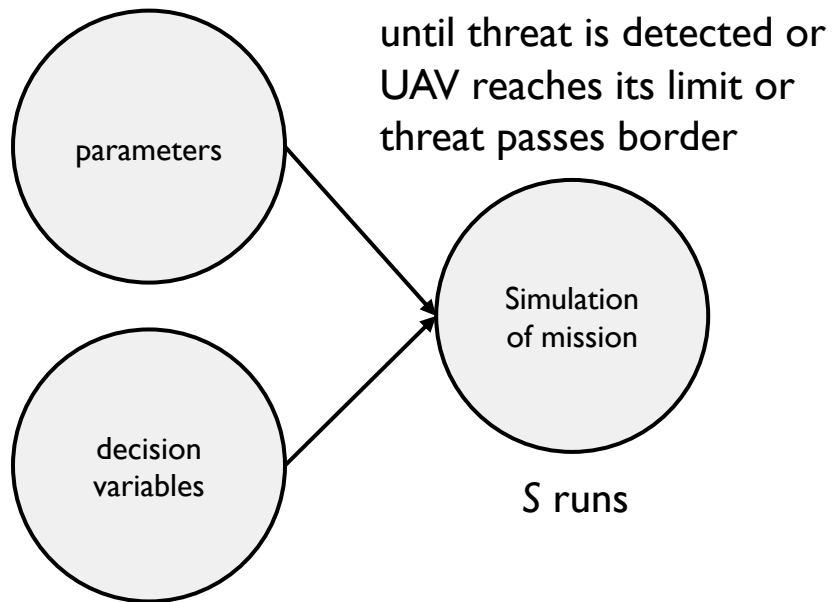 until threat is detected or
UAV reaches its limit or
threat passes border
parameters
Simulation
of mission
decision
variables
S runs